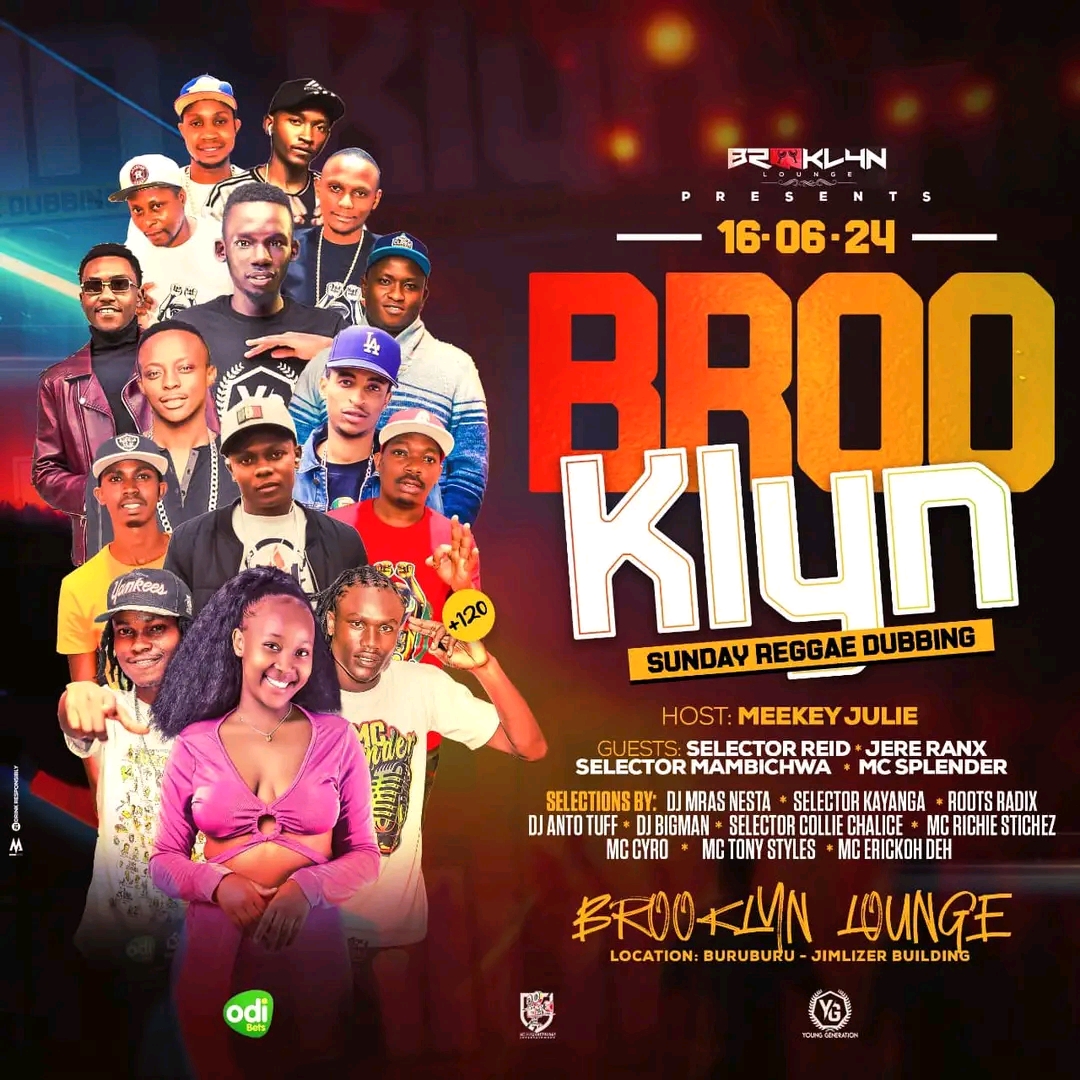 BROOKLYN
LOUNGE
PRESENTS
16·06·24
BROO
Klyn
SUNDAY REGGAE DUBBING
HOST: MEEKEY JULIE
GUESTS: SELECTOR REID * JERE RANX
SELECTOR MAMBICHWA * MC SPLENDER
SELECTIONS BY: DJ MRAS NESTA * SELECTOR KAYANGA * ROOTS RADIX
DJ ANTO TUFF * DJ BIGMAN * SELECTOR COLLIE CHALICE * MC RICHIE STICHEZ
MC CYRO * MC TONY STYLES * MC ERICKOH DEH
BROOKLYN LOUNGE
LOCATION: BURUBURU - JIMLIZER BUILDING
+120
LA
Yankees
DRINK RESPONSIBLY
M
odi
Bets
YG
YOUNG GENERATION